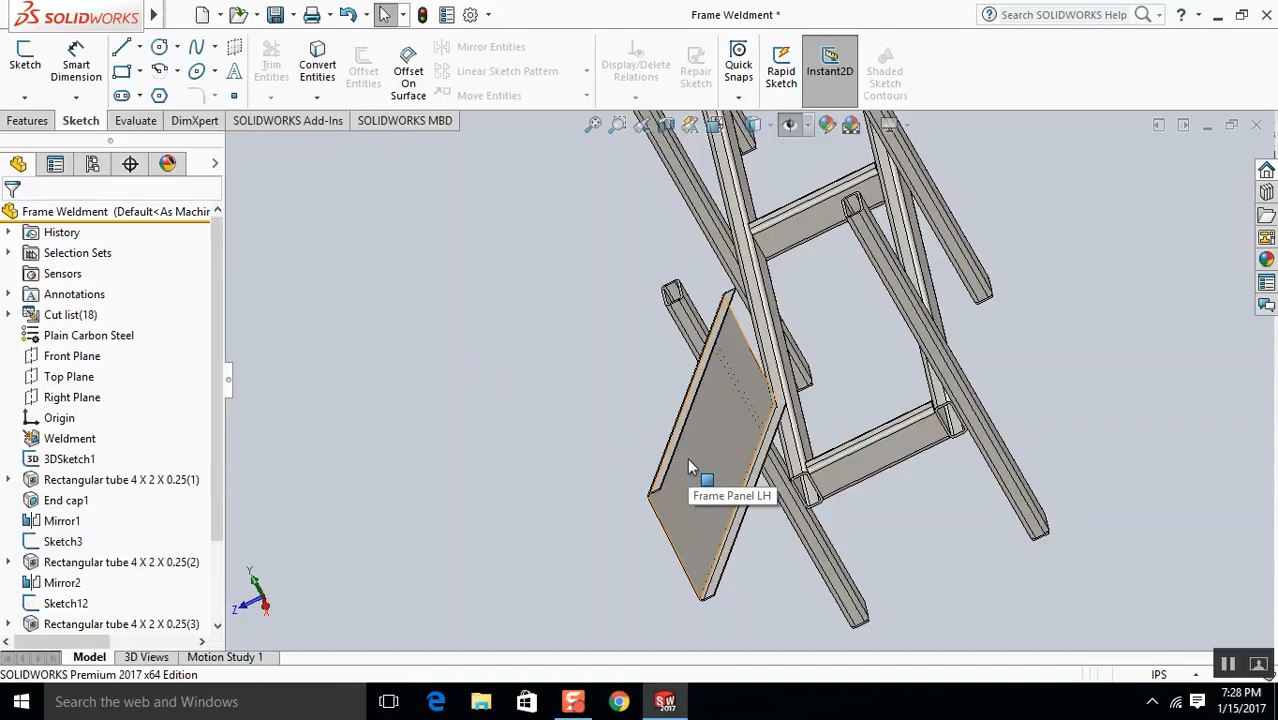 SOLIDWORKS
Frame Weldment *
Search SOLIDWORKS
?
Sketch
Smart Dimension
Trim Entities
Convert Entities
Offset Entities
Offset On Surface
Mirror Entities
Linear Sketch Pattern
Move Entities
Display/Delete Relations
Repair Sketch
Quick Snaps
Rapid Sketch
Instant2D
Shaded Sketch Contours
Features
Sketch
Evaluate
DimXpert
SOLIDWORKS Add-Ins
SOLIDWORKS MBD
Frame Weldment (Default<As Machin
History
Selection Sets
Sensors
Annotations
Cut list(18)
Plain Carbon Steel
Front Plane
Top Plane
Right Plane
Origin
Weldment
3DSketch1
Rectangular tube 4 X 2 X 0.25(1)
End cap1
Mirror1
Sketch3
Rectangular tube 4 X 2 X 0.25(2)
Mirror2
Sketch12
Rectangular tube 4 X 2 X 0.25(3)
Frame Panel LH
Y
Z
X
Model
3D Views
Motion Study 1
SOLIDWORKS Premium 2017 x64 Edition
IPS
Search the web and Windows
7:28 PM
1/15/2017